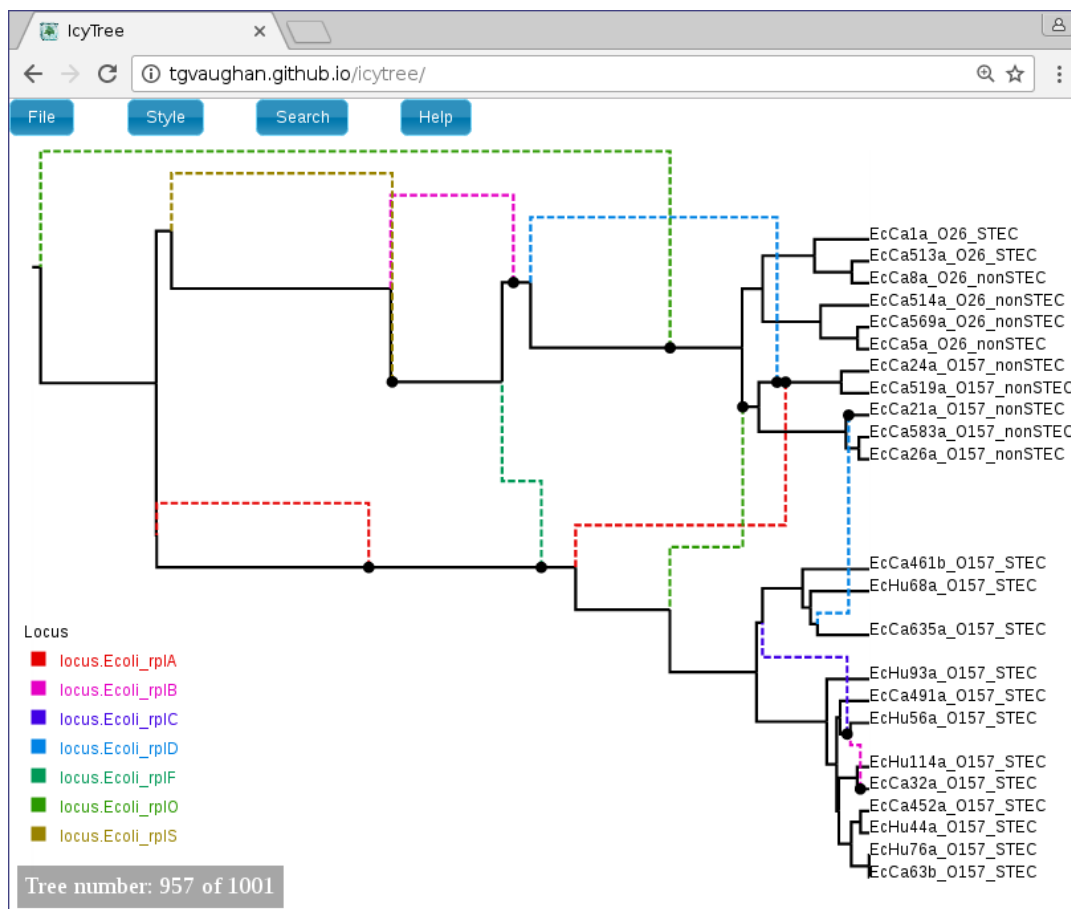 IcyTree
tgvaughan.github.io/icytree/
File Style Search Help
EcCa1a_O26_STEC
EcCa513a_O26_STEC
EcCa8a_O26_nonSTEC
EcCa514a_O26_nonSTEC
EcCa569a_O26_nonSTEC
EcCa5a_O26_nonSTEC
EcCa24a_O157_nonSTEC
EcCa519a_O157_nonSTEC
EcCa21a_O157_nonSTEC
EcCa583a_O157_nonSTEC
EcCa26a_O157_nonSTEC
EcCa461b_O157_STEC
EcHu68a_O157_STEC
EcCa635a_O157_STEC
EcHu93a_O157_STEC
EcCa491a_O157_STEC
EcHu56a_O157_STEC
EcHu114a_O157_STEC
EcCa32a_O157_STEC
EcCa452a_O157_STEC
EcHu44a_O157_STEC
EcHu76a_O157_STEC
EcCa63b_O157_STEC
Locus
locus.Ecoli_rplA
locus.Ecoli_rplB
locus.Ecoli_rplC
locus.Ecoli_rplD
locus.Ecoli_rplF
locus.Ecoli_rplO
locus.Ecoli_rplS
Tree number: 957 of 1001